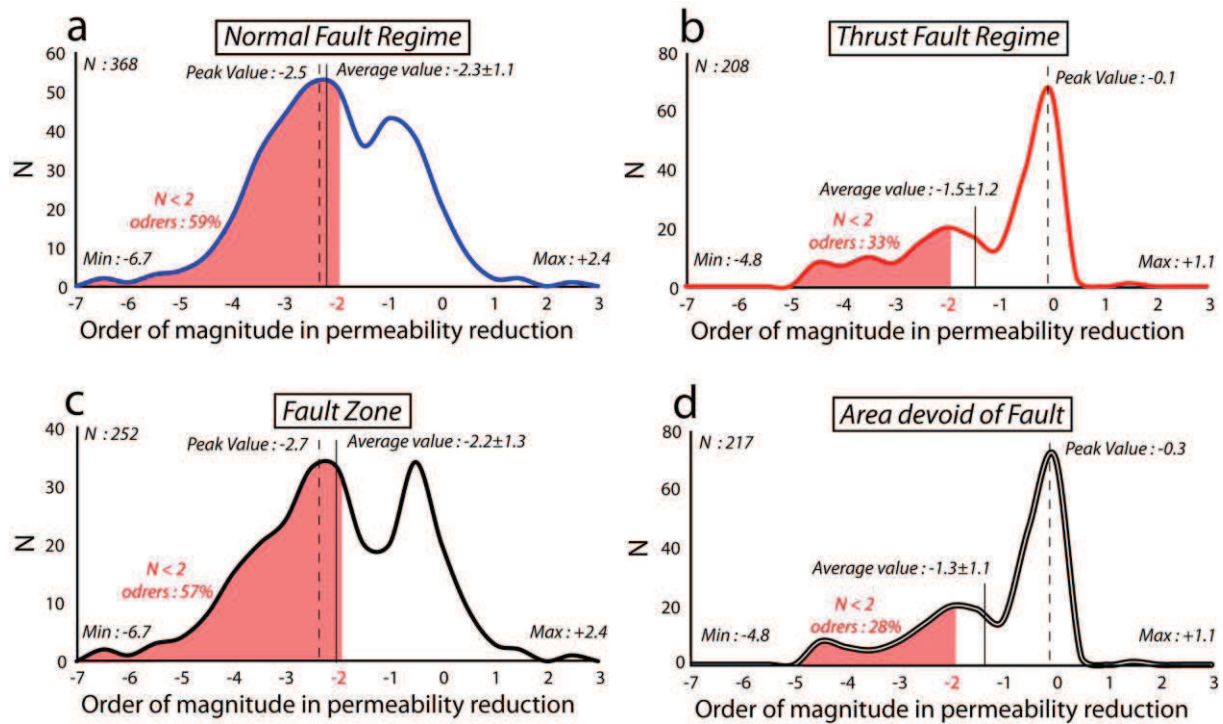 a
Normal Fault Regime
60
N : 368
Peak Value : -2.5
Average value : -2.3±1.1
50
40
N
30
20
N < 2
odrers : 59%
10
Min : -6.7
Max : +2.4
0
-7 -6 -5 -4 -3 -2 -1 0 1 2 3
Order of magnitude in permeability reduction
b
Thrust Fault Regime
80
N : 208
Peak Value : -0.1
60
N
40
Average value : -1.5±1.2
N < 2
odrers : 33%
20
Min : -4.8
Max : +1.1
0
-7 -6 -5 -4 -3 -2 -1 0 1 2 3
Order of magnitude in permeability reduction
c
Fault Zone
40
N : 252
Peak Value : -2.7
Average value : -2.2±1.3
30
N
20
N < 2
odrers : 57%
10
Min : -6.7
Max : +2.4
0
-7 -6 -5 -4 -3 -2 -1 0 1 2 3
Order of magnitude in permeability reduction
d
Area devoid of Fault
80
N : 217
Peak Value : -0.3
60
N
40
Average value : -1.3±1.1
N < 2
odrers : 28%
20
Min : -4.8
Max : +1.1
0
-7 -6 -5 -4 -3 -2 -1 0 1 2 3
Order of magnitude in permeability reduction